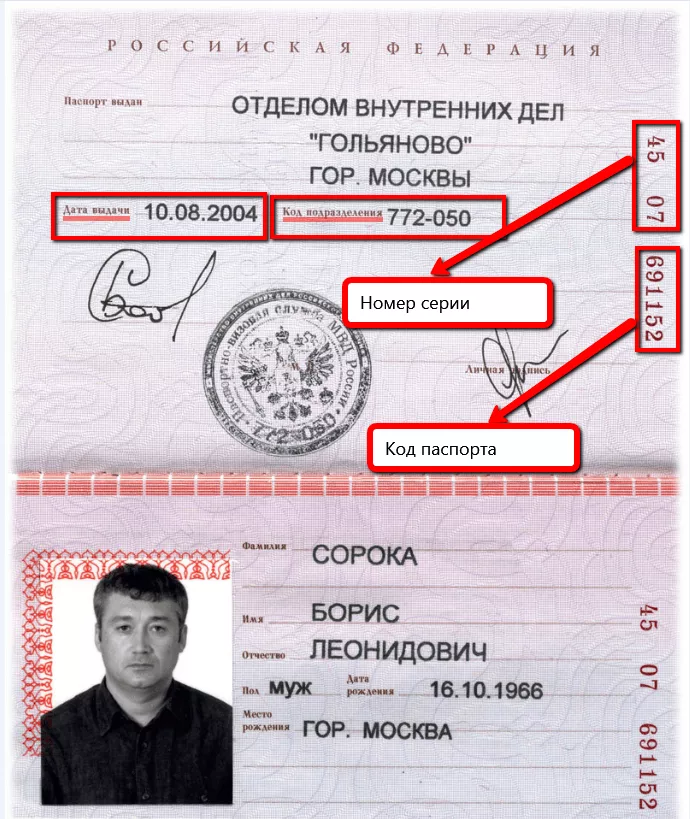 РОССИЙСКАЯ ФЕДЕРАЦИЯ
Паспорт выдан
ОТДЕЛОМ ВНУТРЕННИХ ДЕЛ
"ГОЛЬЯНОВО"
ГОР. МОСКВЫ
Дата выдачи 10.08.2004 Код подразделения 772-050
45 07
691152
Номер серии
Паспортно-визовая служба МВД России
772-050
Личная подпись
Код паспорта
Фамилия СОРОКА
Имя БОРИС
Отчество ЛЕОНИДОВИЧ
Пол МУЖ Дата рождения 16.10.1966
Место рождения ГОР. МОСКВА
45 07 691152